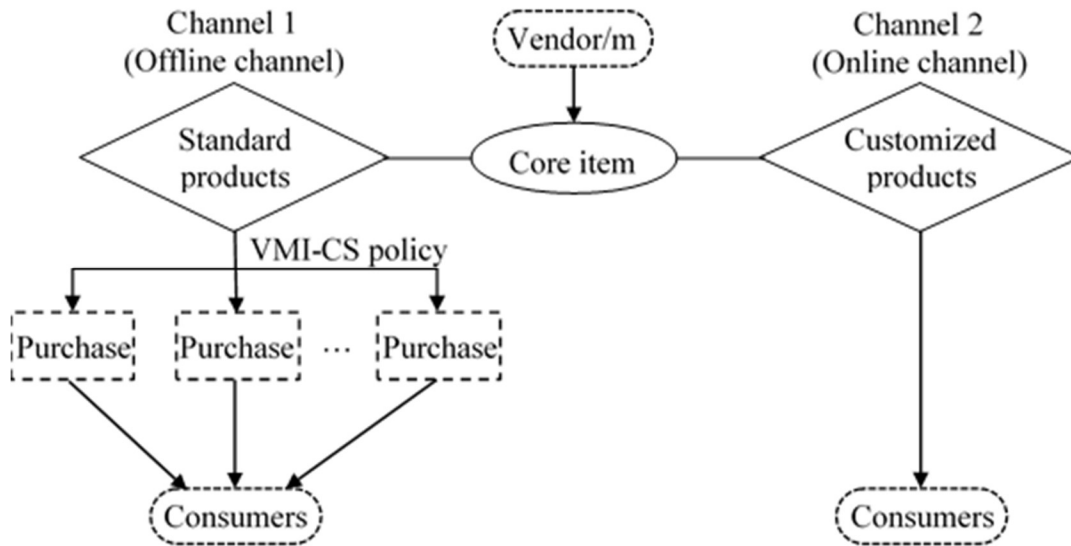 Channel 1
(Offline channel)
Vendor/m
Channel 2
(Online channel)
Standard
products
Core item
Customized
products
VMI-CS policy
Purchase
Purchase
...
Purchase
Consumers
Consumers